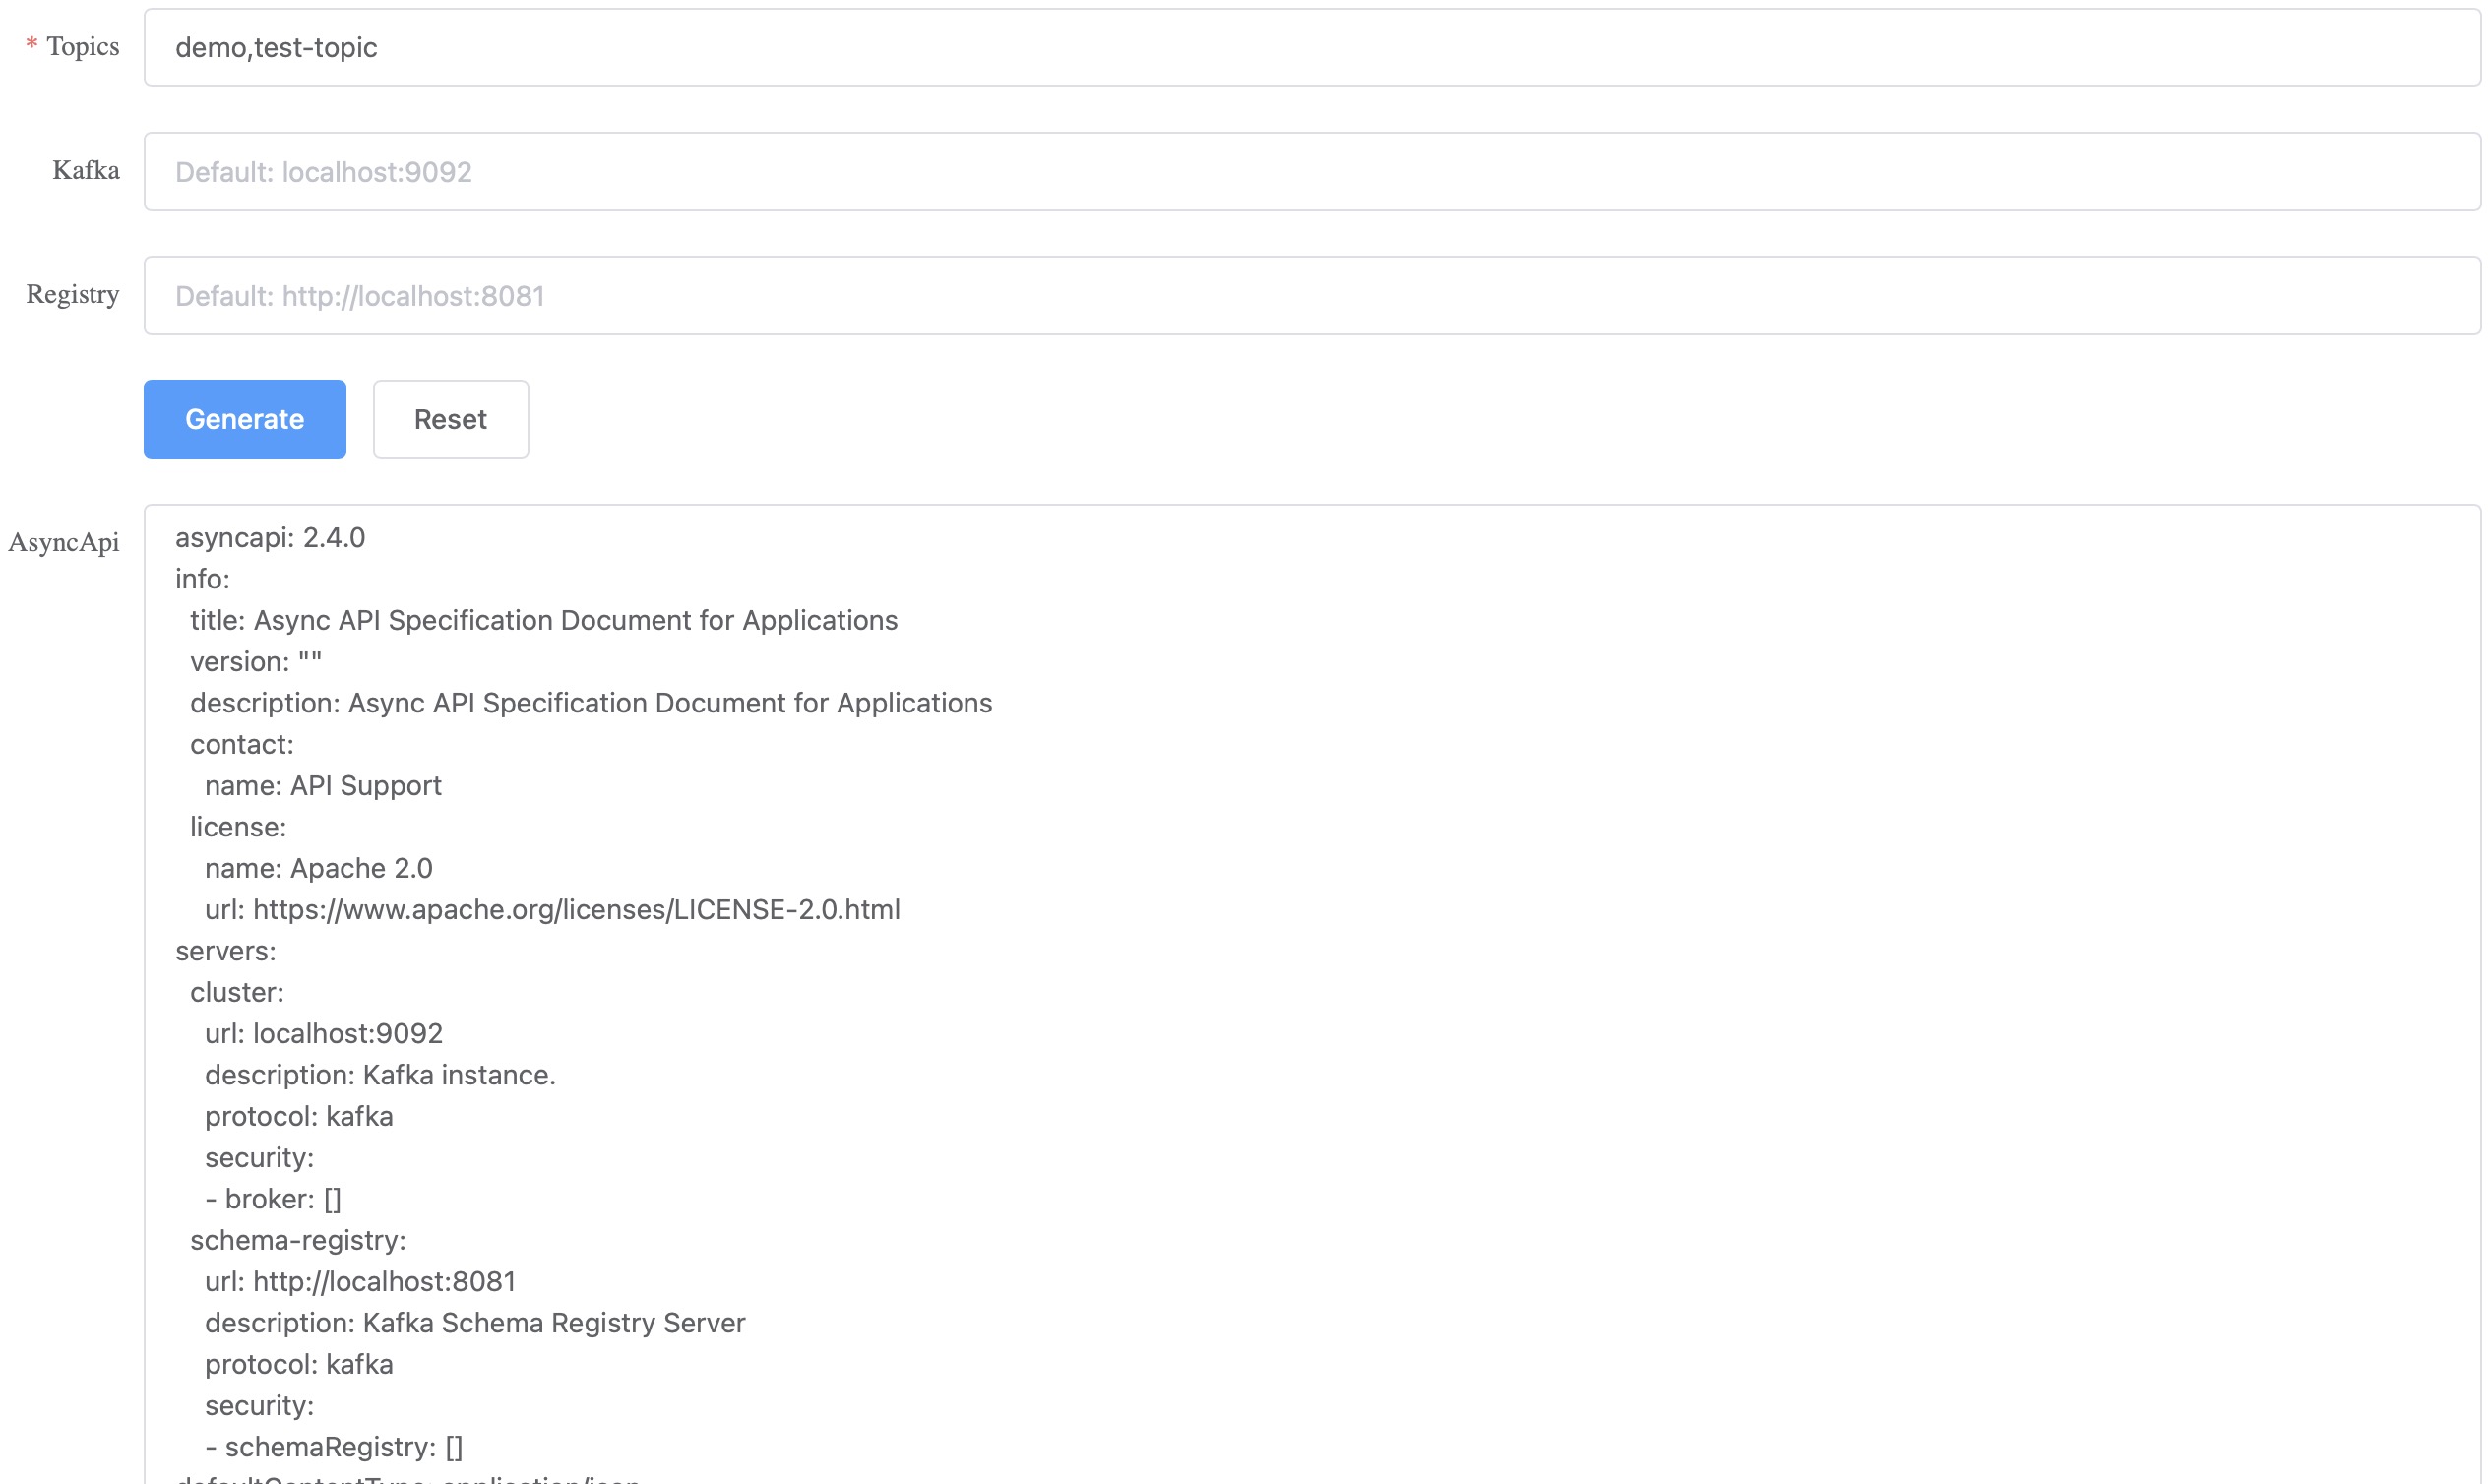 * Topics demo,test-topic
Kafka Default: localhost:9092
Registry Default: http://localhost:8081
Generate Reset
AsyncApi asyncapi: 2.4.0
info:
  title: Async API Specification Document for Applications
  version: ""
  description: Async API Specification Document for Applications
  contact:
    name: API Support
  license:
    name: Apache 2.0
    url: https://www.apache.org/licenses/LICENSE-2.0.html
servers:
  cluster:
    url: localhost:9092
    description: Kafka instance.
    protocol: kafka
    security:
    - broker: []
  schema-registry:
    url: http://localhost:8081
    description: Kafka Schema Registry Server
    protocol: kafka
    security:
    - schemaRegistry: []
defaultContentType: application/json